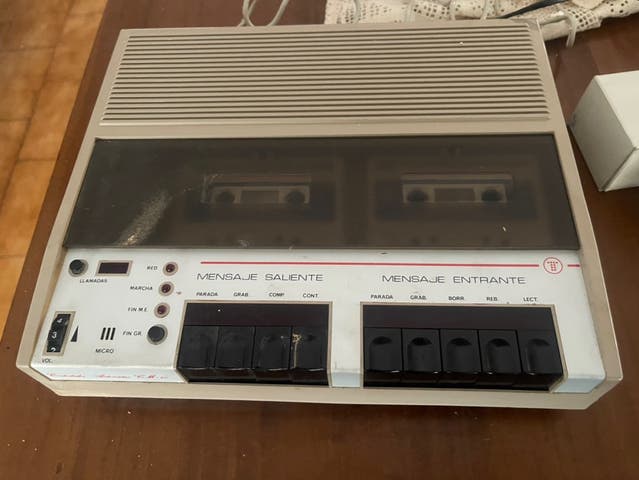 MENSAJE SALIENTE
MENSAJE ENTRANTE
LLAMADAS
RED
MARCHA
FIN M.E.
FIN GR.
PARADA GRAB. COMP. CONT.
PARADA GRAB. BORR. REB. LECT.
3
VOL.
MICRO